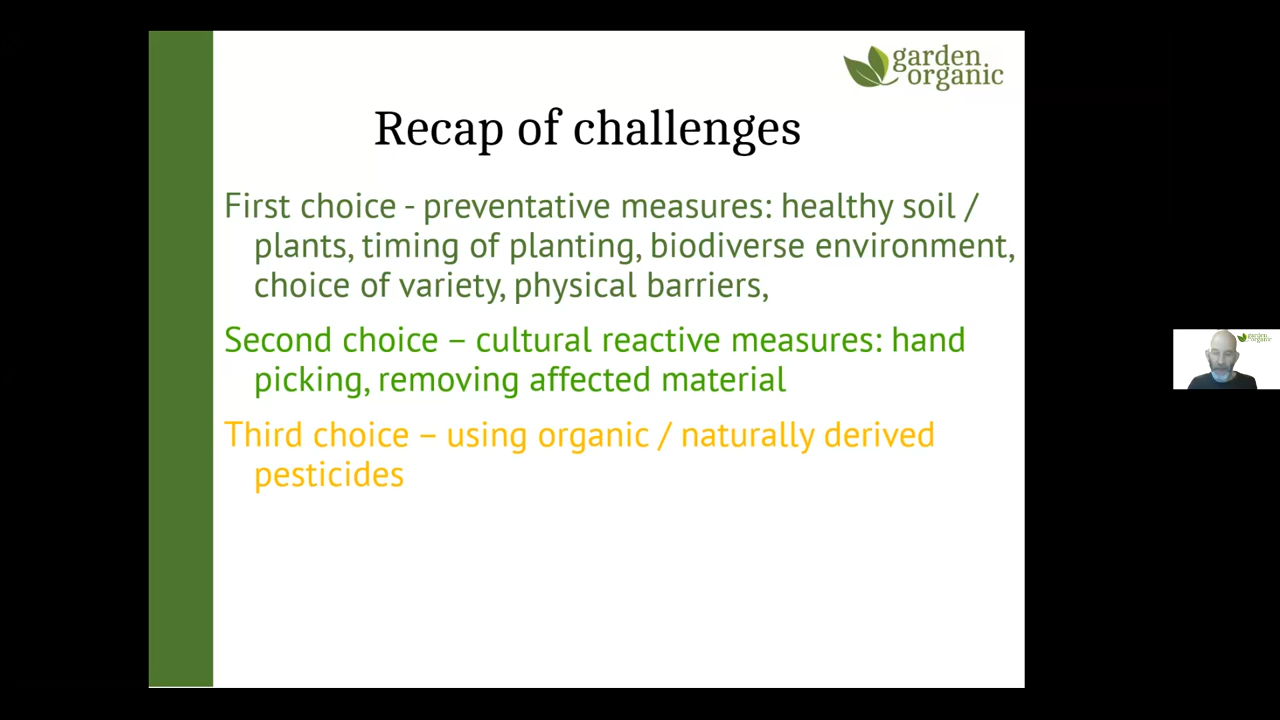 garden
organic
Recap of challenges
First choice - preventative measures: healthy soil /
plants, timing of planting, biodiverse environment,
choice of variety, physical barriers,
Second choice – cultural reactive measures: hand
picking, removing affected material
Third choice – using organic / naturally derived
pesticides
garden
organic